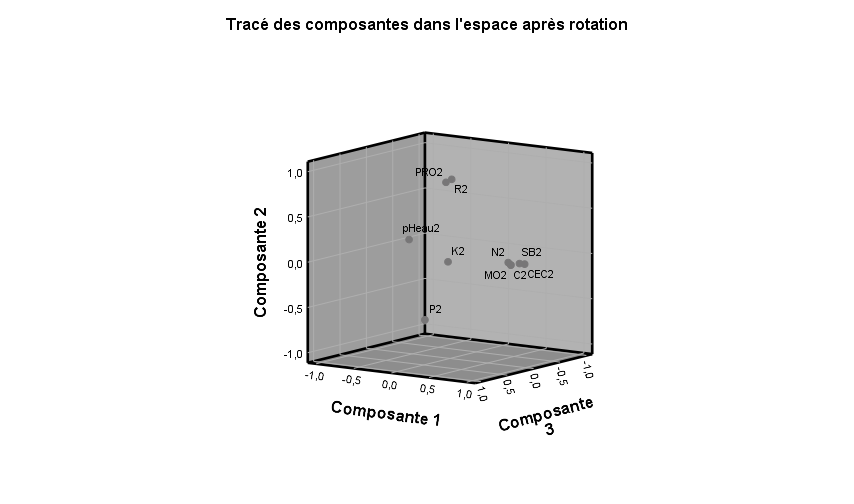 Tracé des composantes dans l'espace après rotation
PRO2
R2
pHeau2
K2
N2
SB2
MO2
C2
CEC2
P2
Composante 2
1,0
0,5
0,0
-0,5
-1,0
-1,0
-0,5
0,0
0,5
1,0
Composante 1
1,0
0,5
0,0
-0,5
-1,0
Composante
3